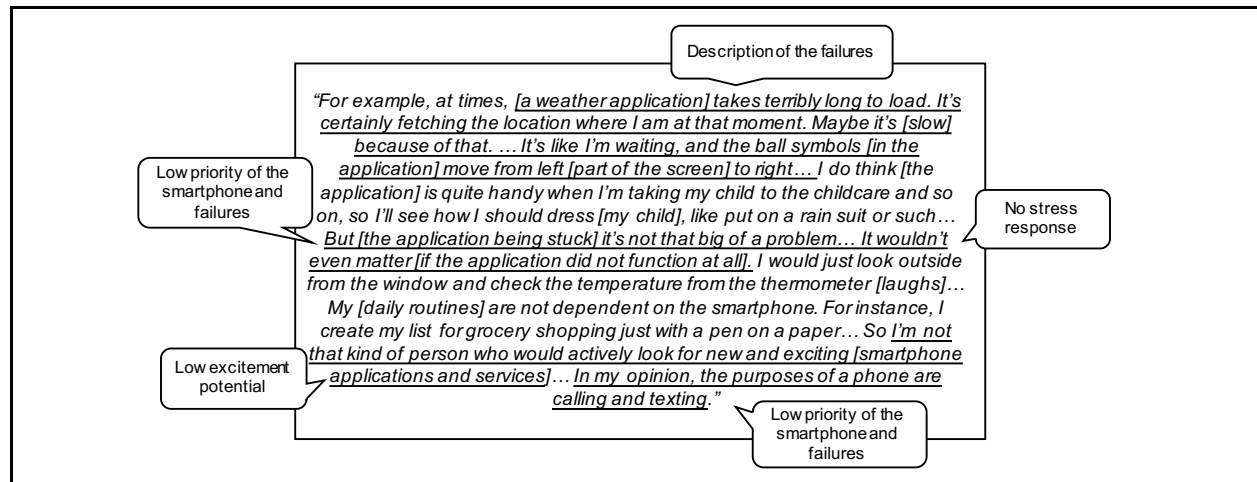 Description of the failures
“For example, at times, [a weather application] takes terribly long to load. It’s
certainly fetching the location where I am at that moment. Maybe it’s [slow]
because of that. … It’s like I’m waiting, and the ball symbols [in the
application] move from left [part of the screen] to right… I do think [the
application] is quite handy when I’m taking my child to the childcare and so
on, so I’ll see how I should dress [my child], like put on a rain suit or such…
But [the application being stuck] it’s not that big of a problem… It wouldn’t
even matter [if the application did not function at all]. I would just look outside
from the window and check the temperature from the thermometer [laughs]…
My [daily routines] are not dependent on the smartphone. For instance, I
create my list for grocery shopping just with a pen on a paper… So I’m not
that kind of person who would actively look for new and exciting [smartphone
applications and services]… In my opinion, the purposes of a phone are
calling and texting.”
Low priority of the
smartphone and
failures
No stress
response
Low excitement
potential
Low priority of the
smartphone and
failures